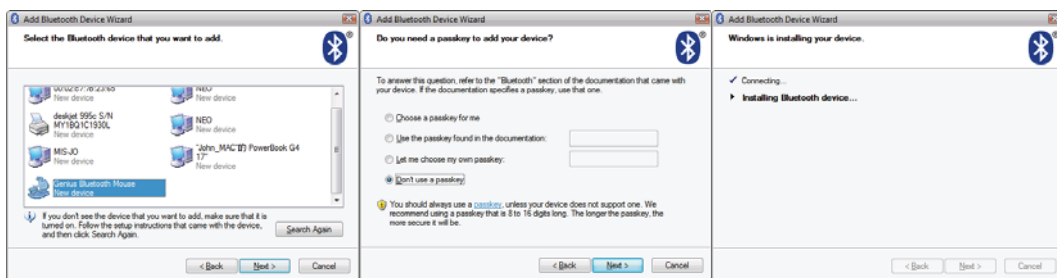 Add Bluetooth Device Wizard
Select the Bluetooth device that you want to add.
New device
NEO
New device
deskjet 995c S/N
MY1BQ1C1930L
New device
NEO
New device
MIS-JO
New device
"John_MAC"的 PowerBook G4
17"
New device
Genius Bluetooth Mouse
New device
If you don't see the device that you want to add, make sure that it is
turned on. Follow the setup instructions that came with the device,
and then click Search Again.
Search Again
< Back
Next >
Cancel
Add Bluetooth Device Wizard
Do you need a passkey to add your device?
To answer this question, refer to the "Bluetooth" section of the documentation that came with
your device. If the documentation specifies a passkey, use that one.
Choose a passkey for me
Use the passkey found in the documentation:
Let me choose my own passkey:
Don't use a passkey
You should always use a passkey, unless your device does not support one. We
recommend using a passkey that is 8 to 16 digits long. The longer the passkey, the
more secure it will be.
< Back
Next >
Cancel
Add Bluetooth Device Wizard
Windows is installing your device.
Connecting...
Installing Bluetooth device...
< Back
Next >
Cancel